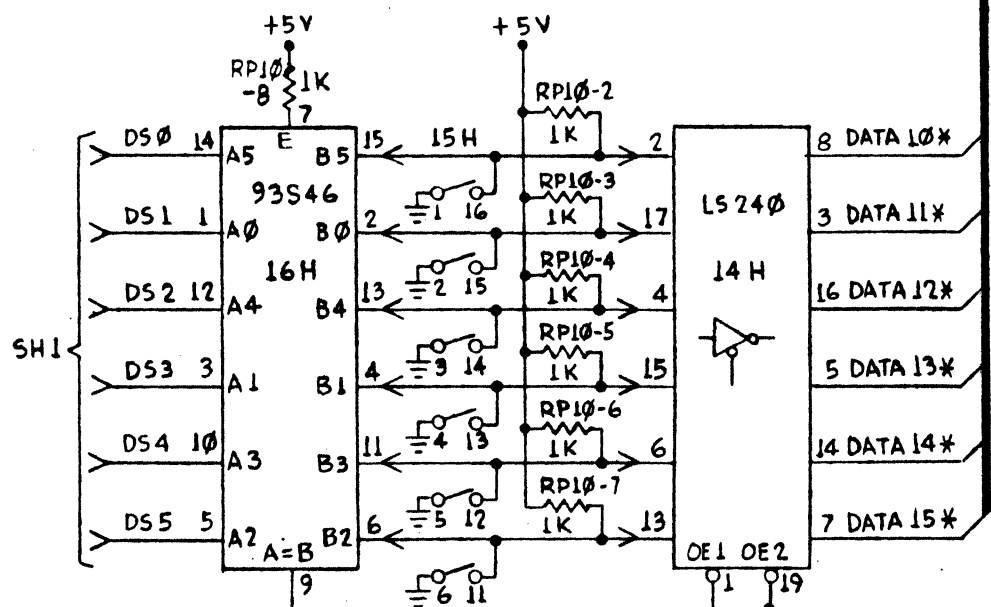 +5V +5V
RP1Ø
-8 1K
RP1Ø-2
7 1K
DSØ 14 A5 E B5 15 15H 2 8 DATA 1Ø*
93S46 1 16 RP1Ø-3 LS24Ø
1K
DS1 1 AØ BØ 2 17 3 DATA 11*
16H 2 15 RP1Ø-4 14H
1K
DS2 12 A4 B4 13 4 16 DATA 12*
SH1 3 14 RP1Ø-5
1K
DS3 3 A1 B1 4 15 5 DATA 13*
4 13 RP1Ø-6
1K
DS4 1Ø A3 B3 11 6 14 DATA 14*
5 12 RP1Ø-7
1K
DS5 5 A2 B2 6 13 7 DATA 15*
A=B OE1 OE2
9 6 11 1 19